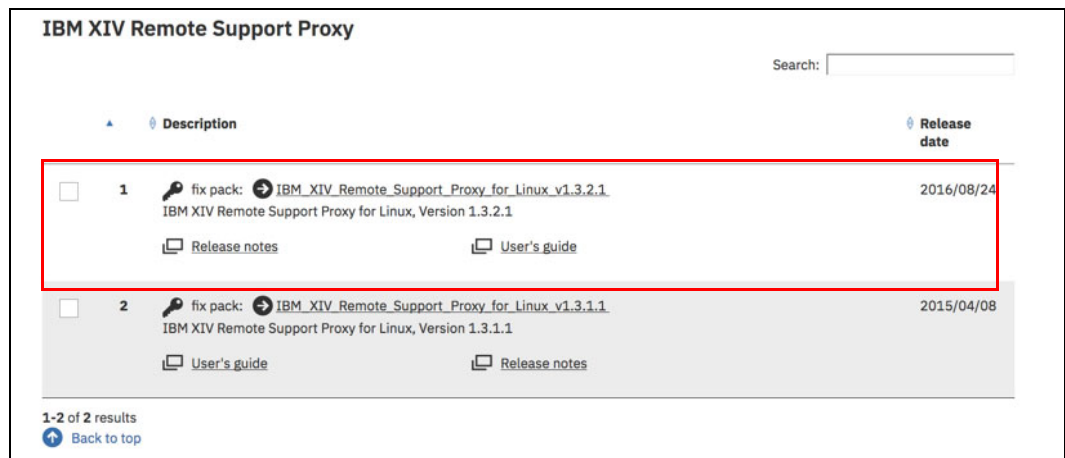 IBM XIV Remote Support Proxy
Search:
Description
Release
date
1 fix pack: IBM_XIV_Remote_Support_Proxy_for_Linux_v1.3.2.1 2016/08/24
IBM XIV Remote Support Proxy for Linux, Version 1.3.2.1
Release notes User's guide
2 fix pack: IBM_XIV_Remote_Support_Proxy_for_Linux_v1.3.1.1 2015/04/08
IBM XIV Remote Support Proxy for Linux, Version 1.3.1.1
User's guide Release notes
1-2 of 2 results
Back to top